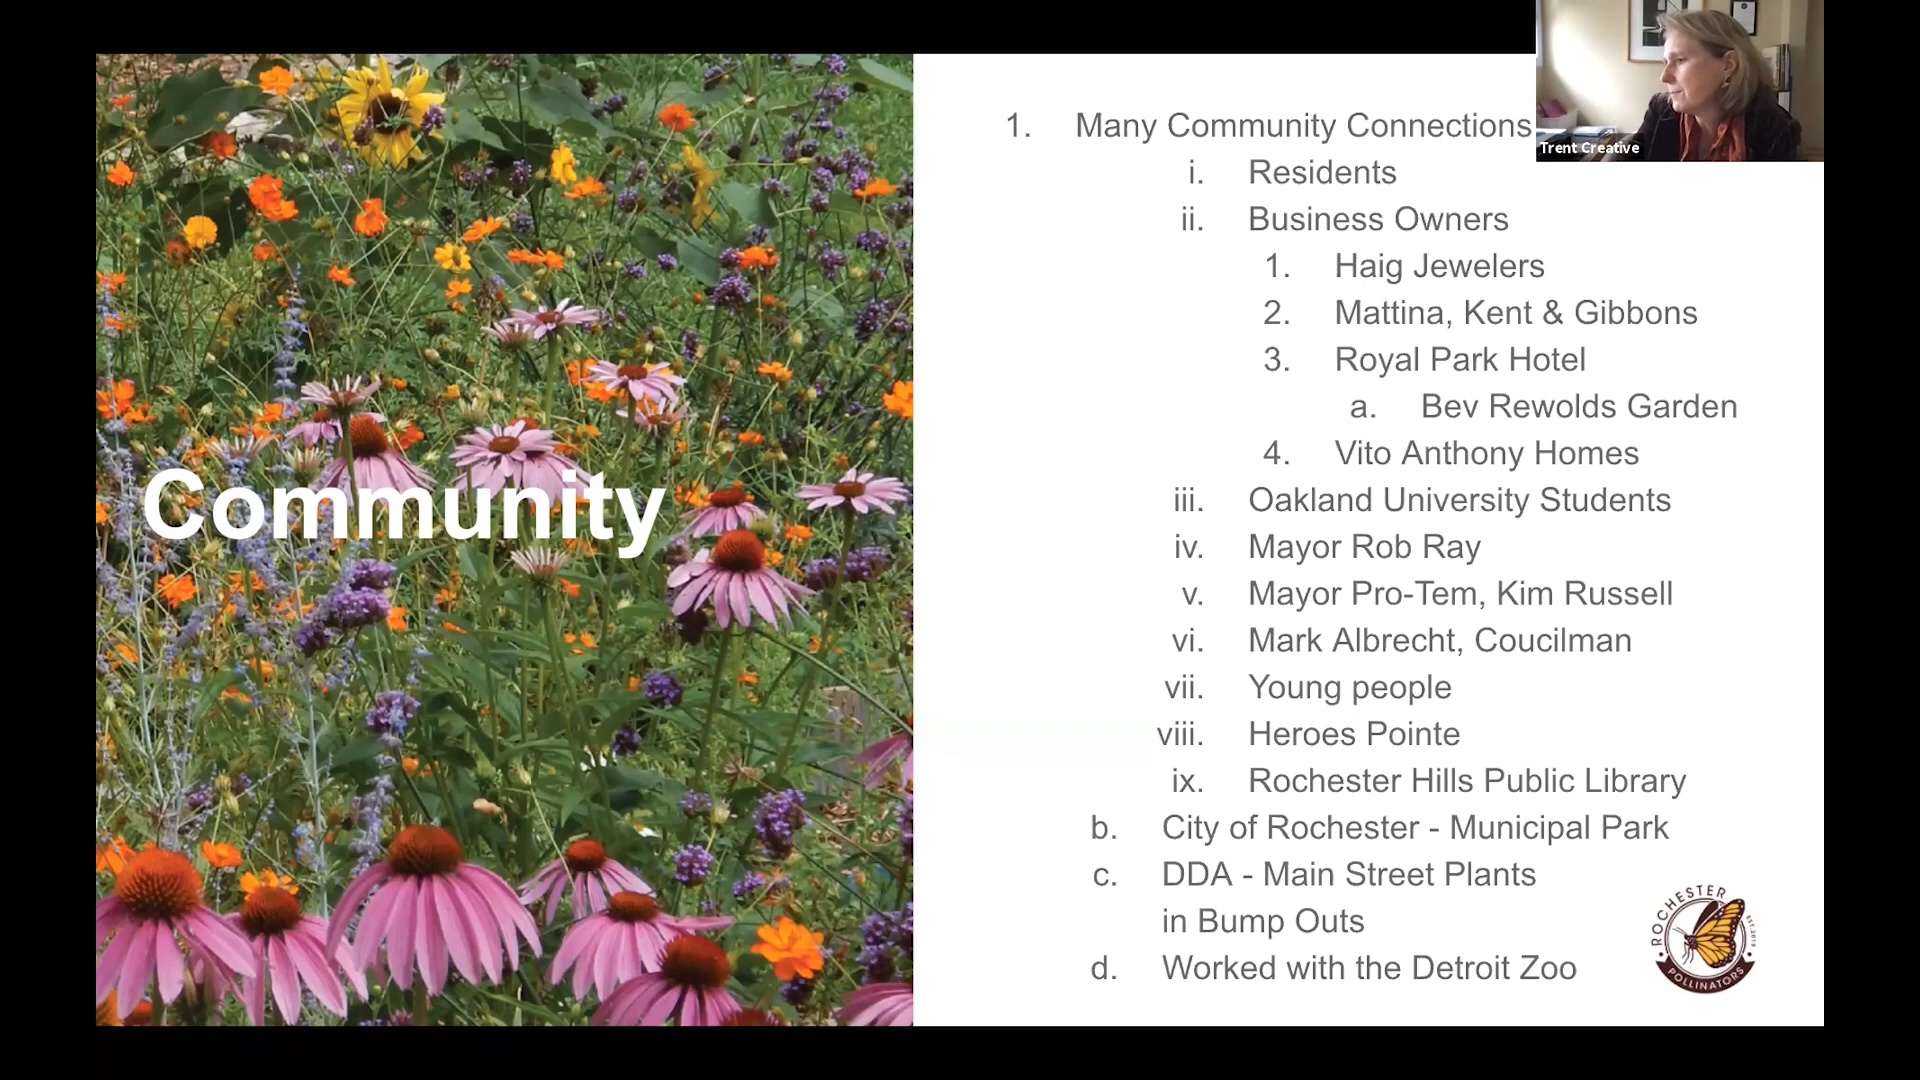 Trent Creative
Community
1. Many Community Connections
i. Residents
ii. Business Owners
1. Haig Jewelers
2. Mattina, Kent & Gibbons
3. Royal Park Hotel
a. Bev Rewolds Garden
4. Vito Anthony Homes
iii. Oakland University Students
iv. Mayor Rob Ray
v. Mayor Pro-Tem, Kim Russell
vi. Mark Albrecht, Coucilman
vii. Young people
viii. Heroes Pointe
ix. Rochester Hills Public Library
b. City of Rochester - Municipal Park
c. DDA - Main Street Plants
in Bump Outs
d. Worked with the Detroit Zoo
ROCHESTER
EST. 2019
POLLINATORS